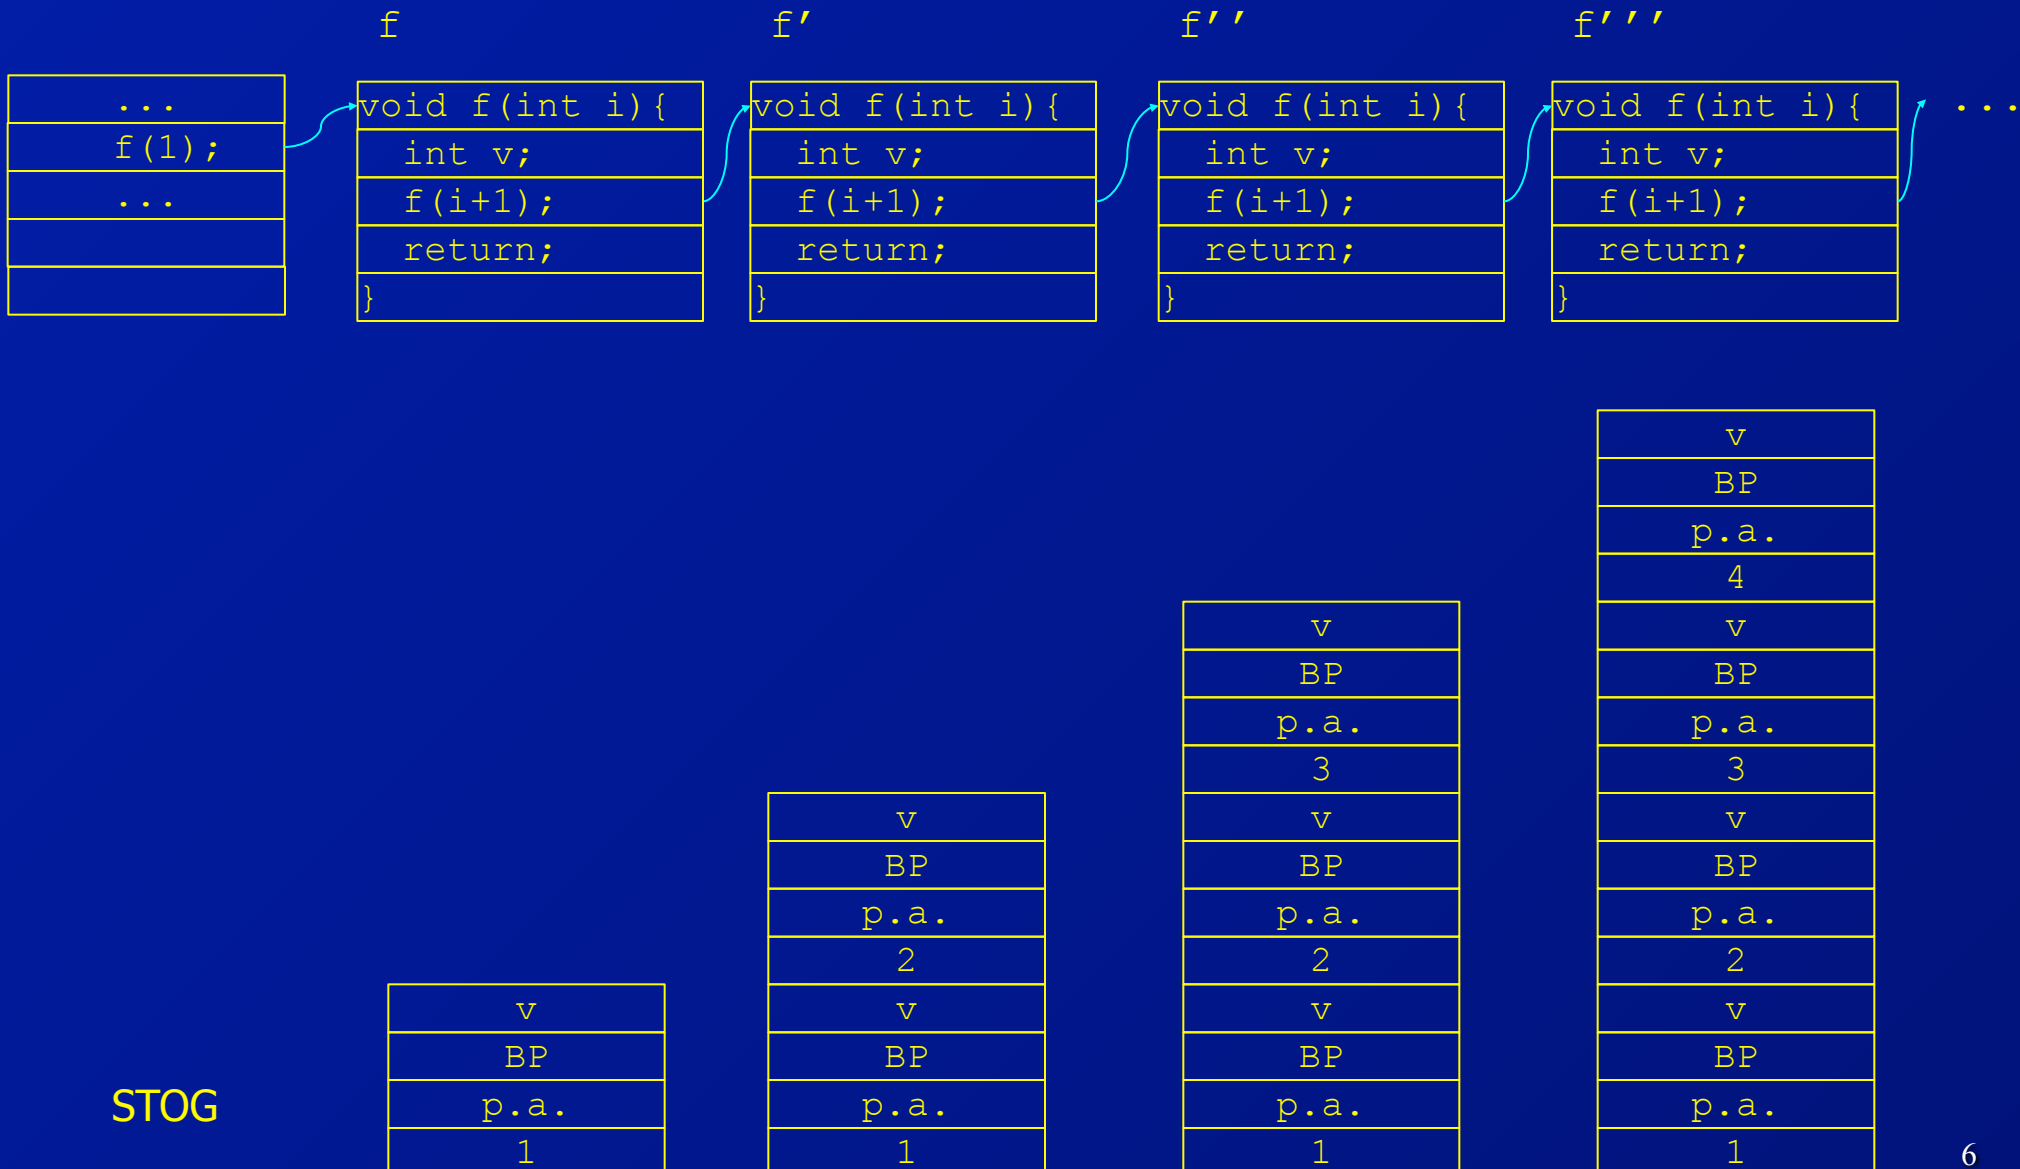 f
f'
f''
f'''
...
f(1);
...
void f(int i){
int v;
f(i+1);
return;
}
void f(int i){
int v;
f(i+1);
return;
}
void f(int i){
int v;
f(i+1);
return;
}
void f(int i){
int v;
f(i+1);
return;
}
...
STOG
v
BP
p.a.
1
v
BP
p.a.
2
v
BP
p.a.
1
v
BP
p.a.
3
v
BP
p.a.
2
v
BP
p.a.
1
v
BP
p.a.
4
v
BP
p.a.
3
v
BP
p.a.
2
v
BP
p.a.
1
6